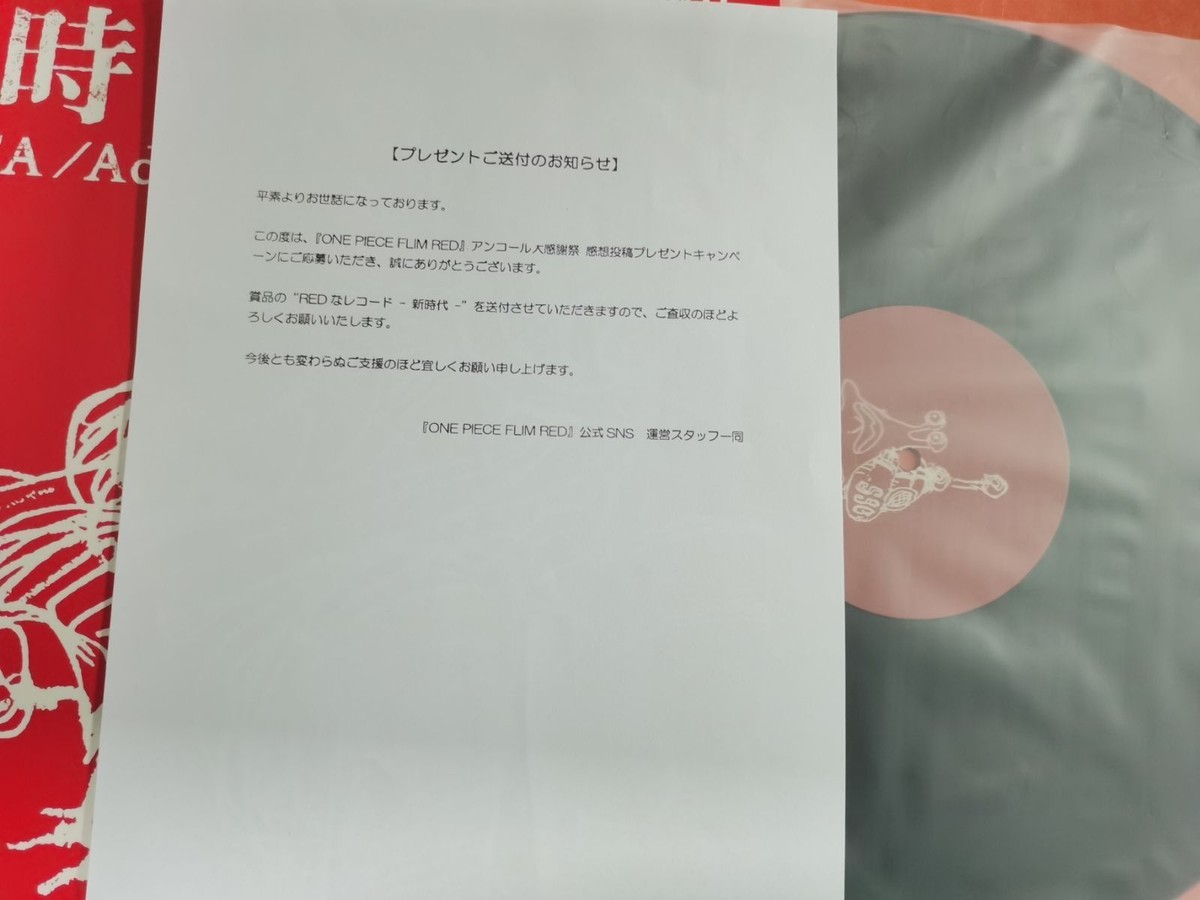 時
A/Ad
【プレゼントご送付のお知らせ】
平素よりお世話になっております。
この度は、『ONE PIECE FLIM RED』アンコール大感謝祭 感想投稿プレゼントキャンペ
ーンにご応募いただき、誠にありがとうございます。
賞品の“REDなレコード - 新時代 -”を送付させていただきますので、ご査収のほどよ
ろしくお願いいたします。
今後とも変わらぬご支援のほど宜しくお願い申し上げます。
『ONE PIECE FLIM RED』公式SNS　運営スタッフ一同